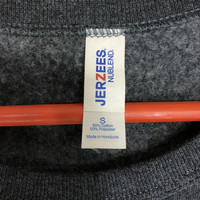 JERZEES
NUBLEND.
S
50% Cotton
50% Polyester
Made in Honduras